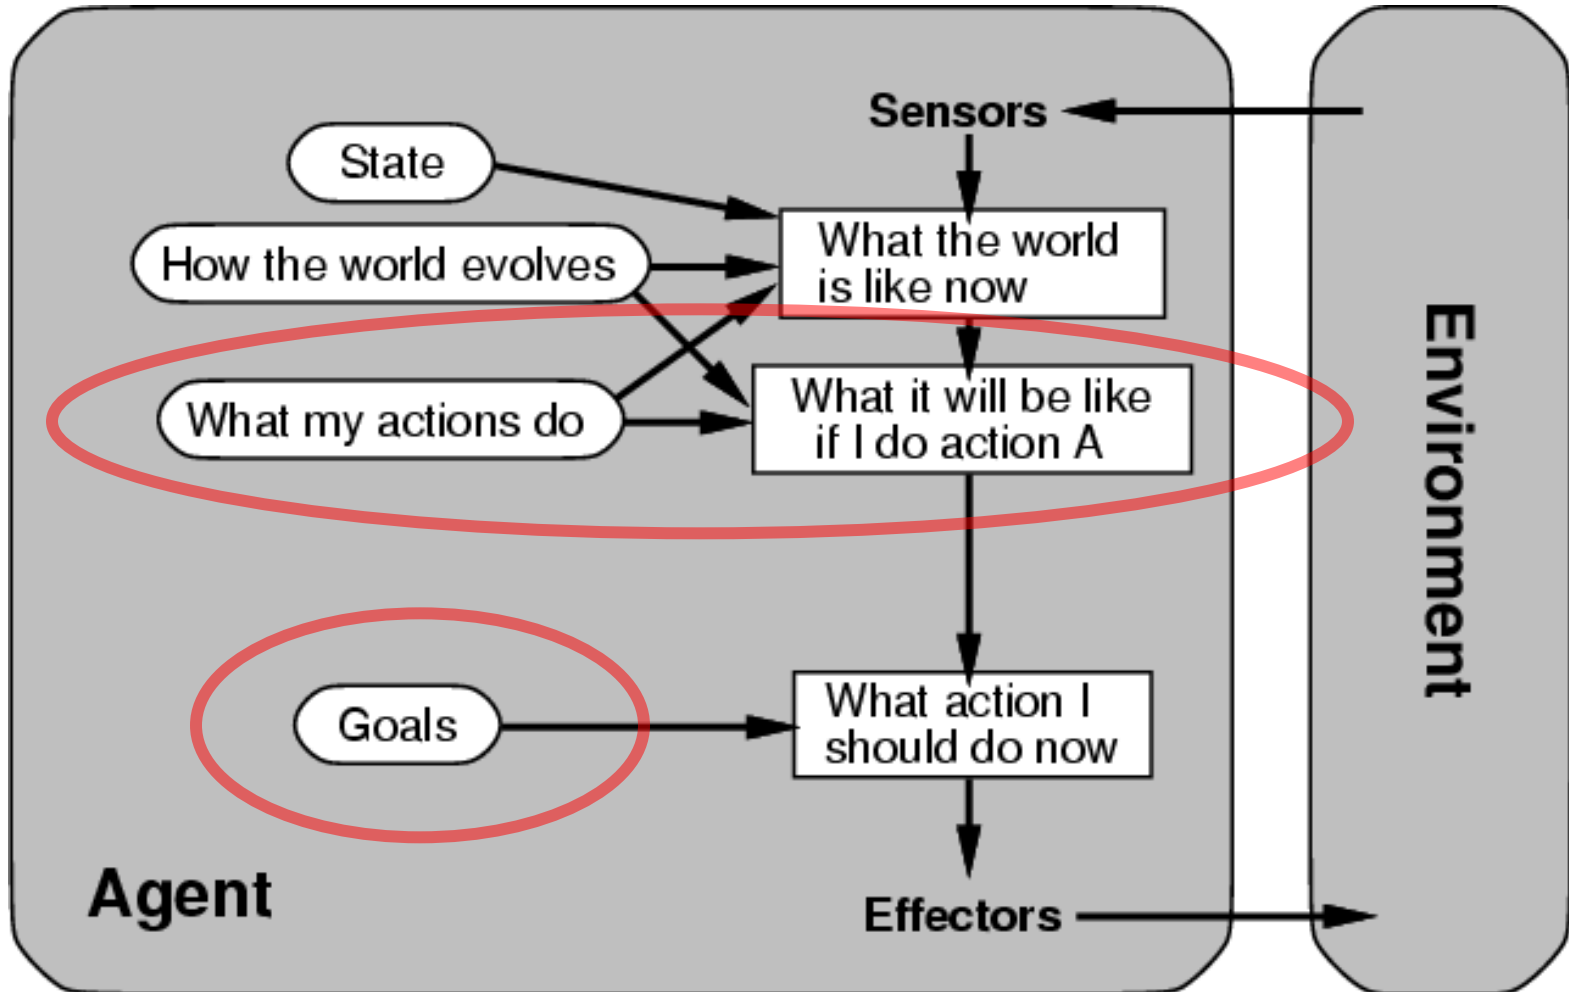 Sensors
State
What the world
is like now
How the world evolves
What my actions do
What it will be like
if I do action A
Goals
What action I
should do now
Agent
Effectors
Environment